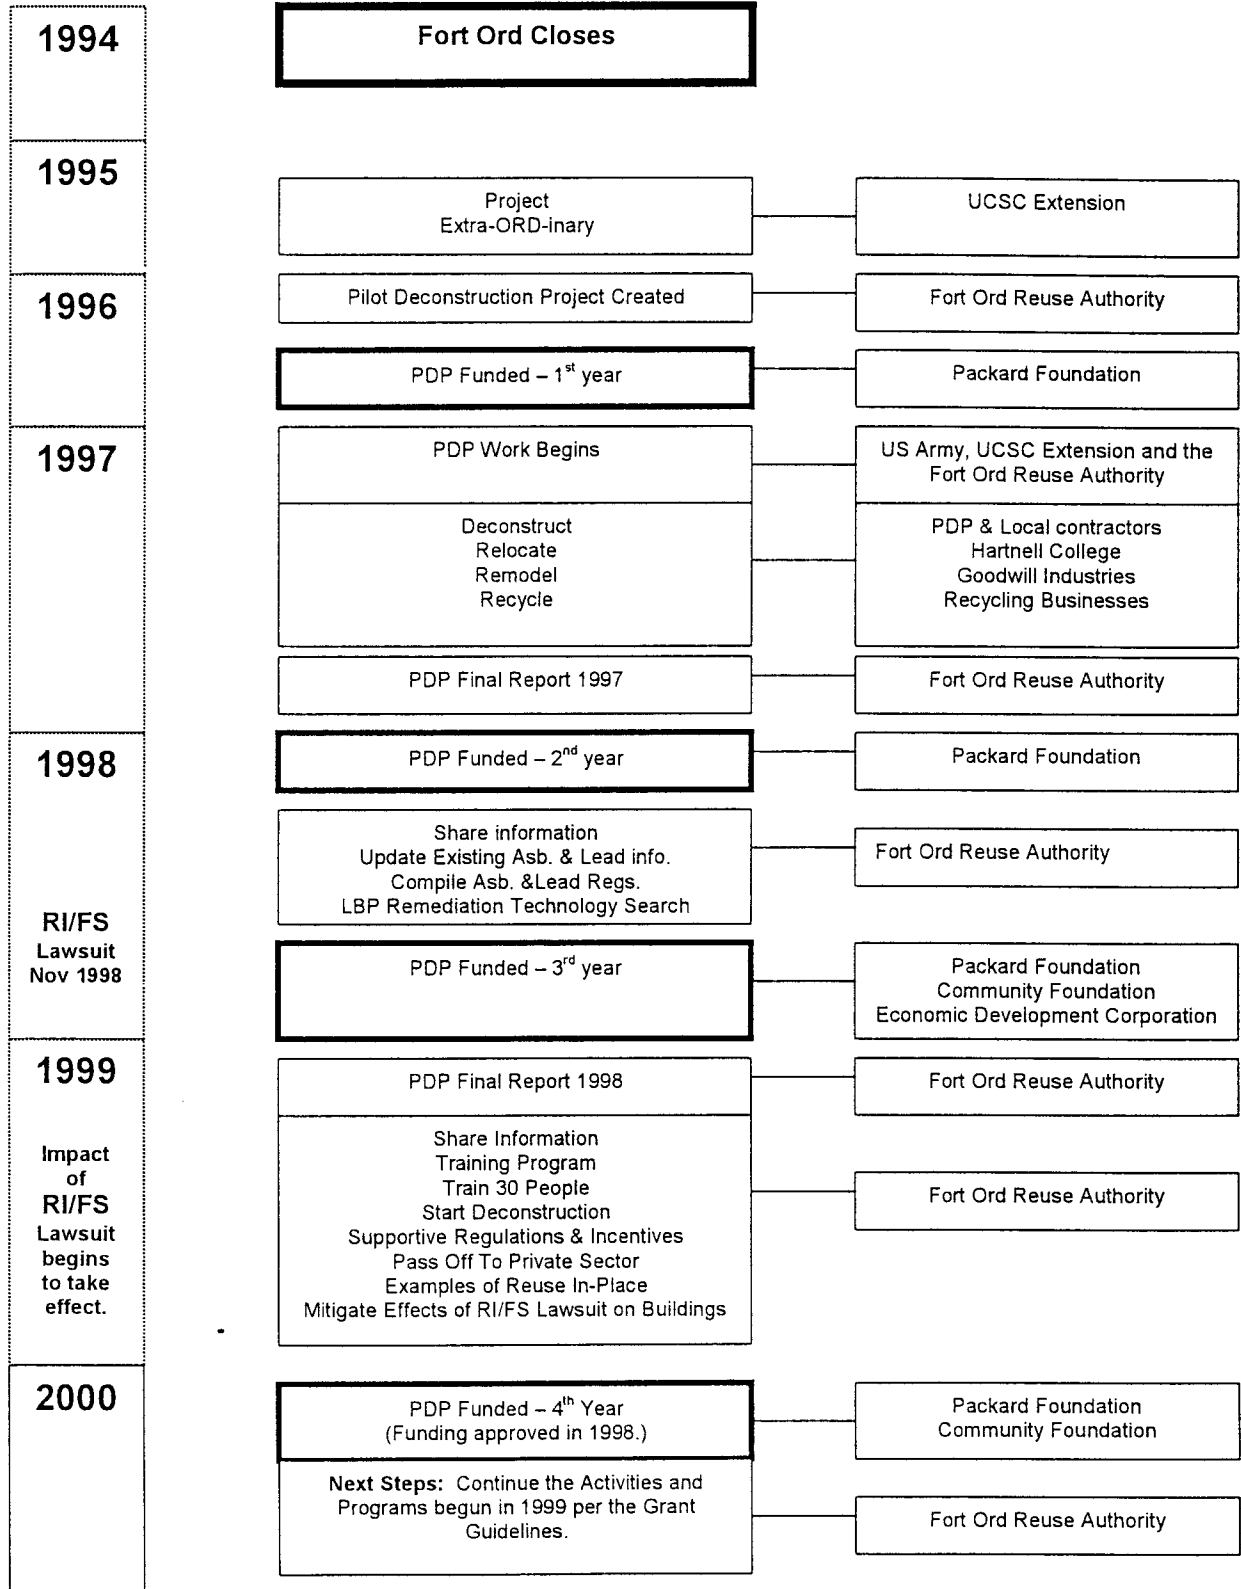 1994
Fort Ord Closes
1995
Project
Extra-ORD-inary
UCSC Extension
1996
Pilot Deconstruction Project Created
Fort Ord Reuse Authority
PDP Funded – 1st year
Packard Foundation
1997
PDP Work Begins
US Army, UCSC Extension and the
Fort Ord Reuse Authority
Deconstruct
Relocate
Remodel
Recycle
PDP & Local contractors
Hartnell College
Goodwill Industries
Recycling Businesses
PDP Final Report 1997
Fort Ord Reuse Authority
1998
PDP Funded – 2nd year
Packard Foundation
Share information
Update Existing Asb. & Lead info.
Compile Asb. &Lead Regs.
LBP Remediation Technology Search
Fort Ord Reuse Authority
RI/FS
Lawsuit
Nov 1998
PDP Funded – 3rd year
Packard Foundation
Community Foundation
Economic Development Corporation
1999
PDP Final Report 1998
Fort Ord Reuse Authority
Impact
of
RI/FS
Lawsuit
begins
to take
effect.
Share Information
Training Program
Train 30 People
Start Deconstruction
Supportive Regulations & Incentives
Pass Off To Private Sector
Examples of Reuse In-Place
Mitigate Effects of RI/FS Lawsuit on Buildings
Fort Ord Reuse Authority
2000
PDP Funded – 4th Year
(Funding approved in 1998.)
Packard Foundation
Community Foundation
Next Steps: Continue the Activities and
Programs begun in 1999 per the Grant
Guidelines.
Fort Ord Reuse Authority